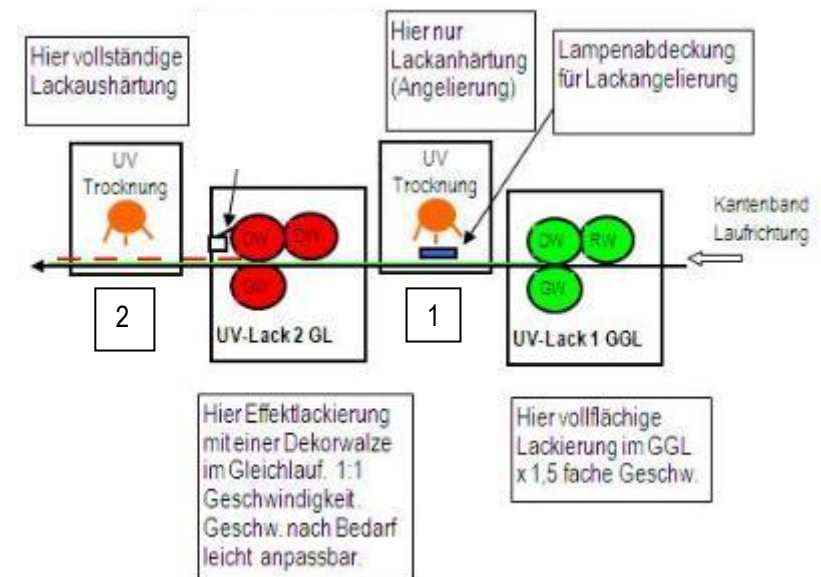 Hier vollständige
Lackaushärtung
Hier nur
Lackanhärtung
(Angelierung)
Lampenabdeckung
für Lackangelierung
UV
Trocknung
UV
Trocknung
Kantenband
Laufrichtung
DW DW
GW
DW RW
GW
2
1
UV-Lack 2 GL
UV-Lack 1 GGL
Hier Effektlackierung
mit einer Dekorwalze
im Gleichlauf. 1:1
Geschwindigkeit.
Geschw. nach Bedarf
leicht anpassbar.
Hier vollflächige
Lackierung im GGL
x 1,5 fache Geschw.